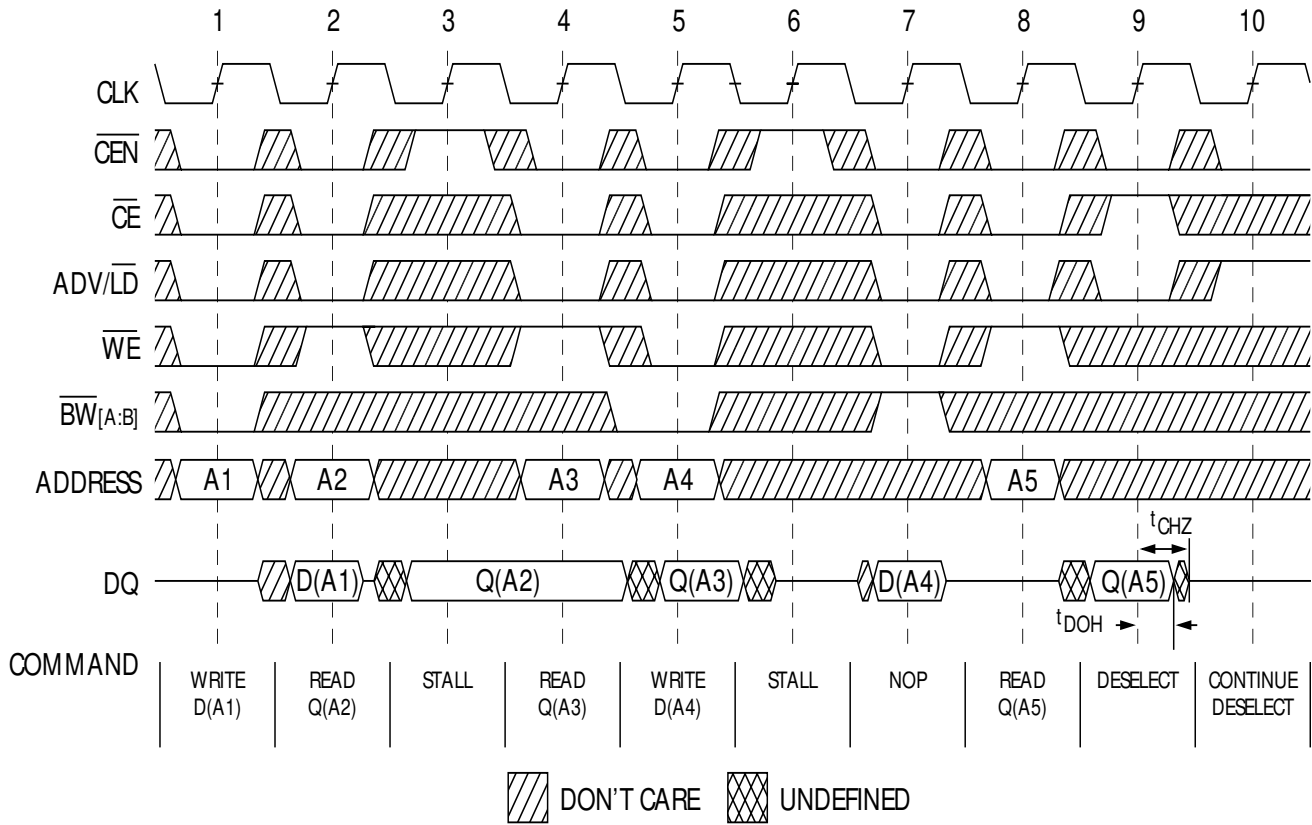 1 2 3 4 5 6 7 8 9 10
CLK
CEN
CE
ADV/LD
WE
BW[A:B]
ADDRESS A1 A2 A3 A4 A5
tCHZ
DQ D(A1) Q(A2) Q(A3) D(A4) Q(A5)
tDOH
COMMAND
WRITE READ STALL READ WRITE STALL NOP READ DESELECT CONTINUE
D(A1) Q(A2) Q(A3) D(A4) Q(A5) DESELECT
DON'T CARE UNDEFINED